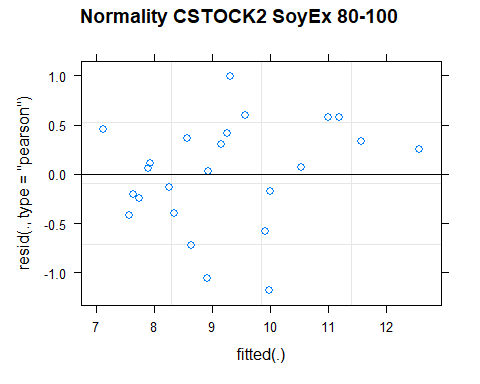 Normality CSTOCK2 SoyEx 80-100
resid(., type = "pearson")
1.0
0.5
0.0
-0.5
-1.0
7 8 9 10 11 12
fitted(.)